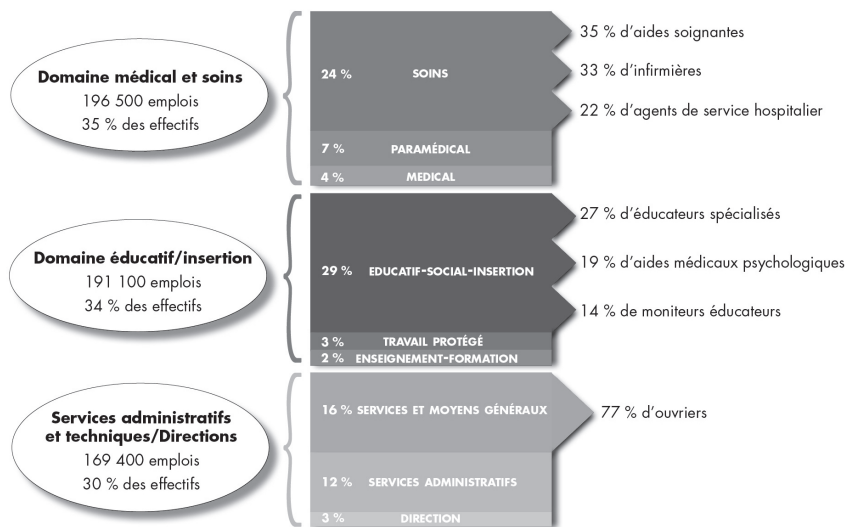 Domaine médical et soins
196 500 emplois
35 % des effectifs
24 % SOINS
7 % PARAMÉDICAL
4 % MEDICAL
35 % d'aides soignantes
33 % d'infirmières
22 % d'agents de service hospitalier
Domaine éducatif/insertion
191 100 emplois
34 % des effectifs
29 % EDUCATIF-SOCIAL-INSERTION
3 % TRAVAIL PROTÉGÉ
2 % ENSEIGNEMENT-FORMATION
27 % d'éducateurs spécialisés
19 % d'aides médicaux psychologiques
14 % de moniteurs éducateurs
Services administratifs
et techniques/Directions
169 400 emplois
30 % des effectifs
16 % SERVICES ET MOYENS GÉNÉRAUX
12 % SERVICES ADMINISTRATIFS
3 % DIRECTION
77 % d'ouvriers